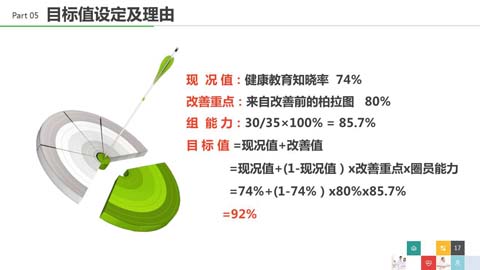 Part 05 目标值设定及理由
现 况 值：健康教育知晓率 74%
改善重点：来自改善前的柏拉图 80%
组 能 力：30/35×100% = 85.7%
目 标 值 =现况值+改善值
=现况值+(1-现况值）x改善重点x圈员能力
=74%+(1-74%）x80%x85.7%
=92%
17